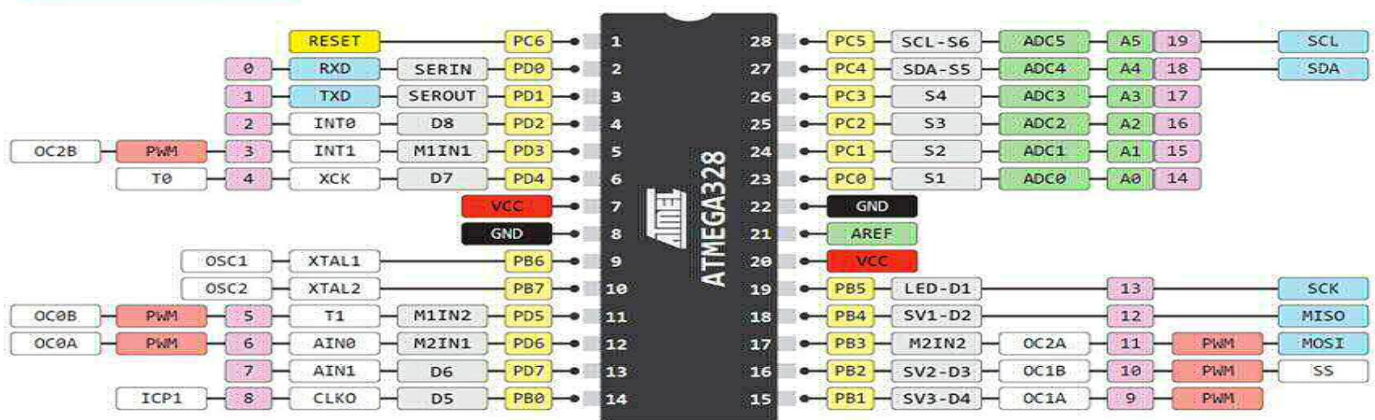 RESET PC6 1 28 PC5 SCL-S6 ADC5 A5 19 SCL
0 RXD SERIN PD0 2 27 PC4 SDA-S5 ADC4 A4 18 SDA
1 TXD SEROUT PD1 3 26 PC3 S4 ADC3 A3 17
2 INT0 D8 PD2 4 25 PC2 S3 ADC2 A2 16
OC2B PWM 3 INT1 M1IN1 PD3 5 24 PC1 S2 ADC1 A1 15
T0 4 XCK D7 PD4 6 23 PC0 S1 ADC0 A0 14
VCC 7 22 GND
GND 8 21 AREF
OSC1 XTAL1 PB6 9 20 VCC
OSC2 XTAL2 PB7 10 19 PB5 LED-D1 13 SCK
OC0B PWM 5 T1 M1IN2 PD5 11 18 PB4 SV1-D2 12 MISO
OC0A PWM 6 AIN0 M2IN1 PD6 12 17 PB3 M2IN2 OC2A 11 PWM MOSI
7 AIN1 D6 PD7 13 16 PB2 SV2-D3 OC1B 10 PWM SS
ICP1 8 CLKO D5 PB0 14 15 PB1 SV3-D4 OC1A 9 PWM
ATMEL
ATMEGA328